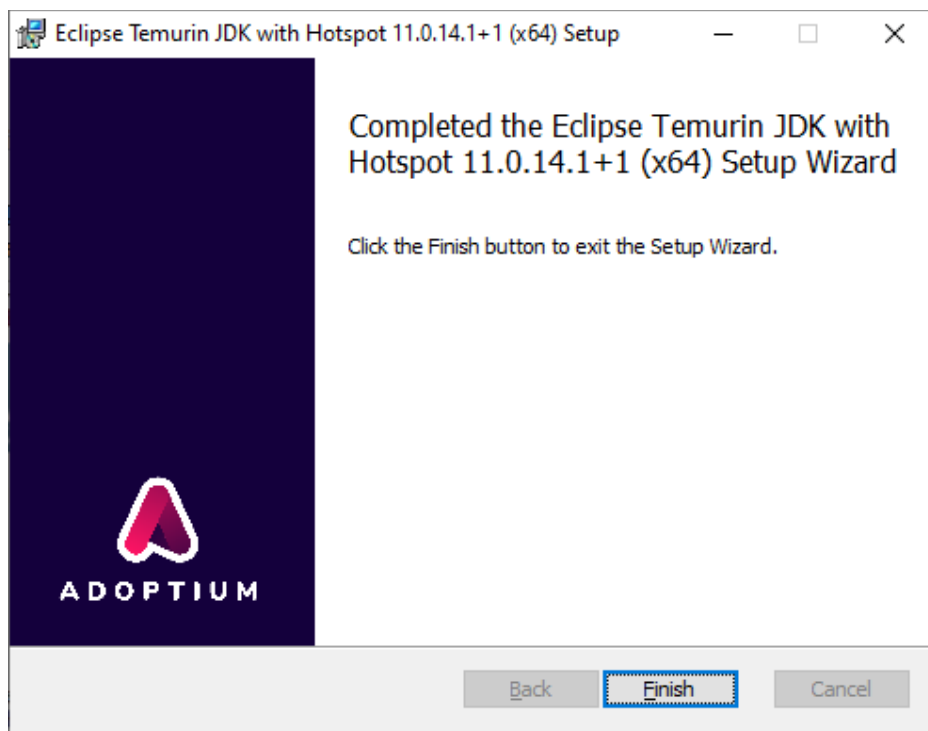 Eclipse Temurin JDK with Hotspot 11.0.14.1+1 (x64) Setup
Completed the Eclipse Temurin JDK with
Hotspot 11.0.14.1+1 (x64) Setup Wizard
Click the Finish button to exit the Setup Wizard.
ADOPTIUM
Back Finish Cancel